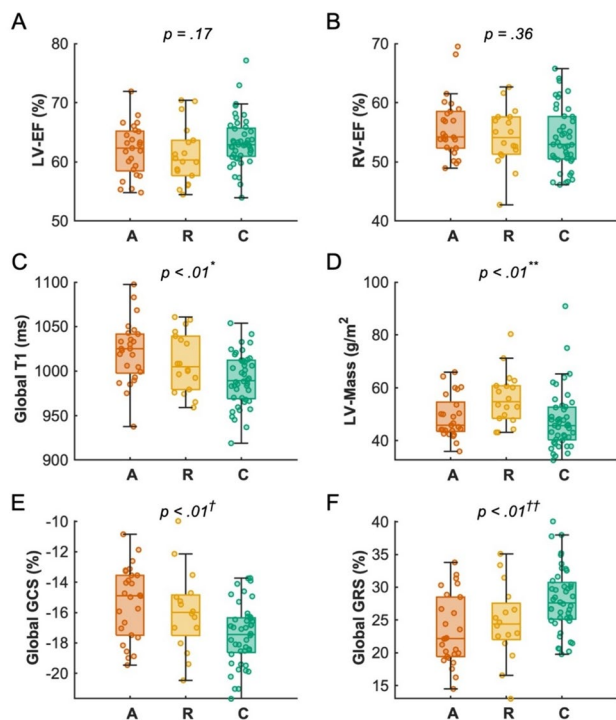 A
p = .17
LV-EF (%)
80
70
60
50
A R C
B
p = .36
RV-EF (%)
70
60
50
40
A R C
C
p < .01*
Global T1 (ms)
1100
1050
1000
950
900
A R C
D
p < .01**
LV-Mass (g/m²)
100
80
60
40
A R C
E
p < .01†
Global GCS (%)
-10
-12
-14
-16
-18
-20
A R C
F
p < .01††
Global GRS (%)
40
35
30
25
20
15
A R C